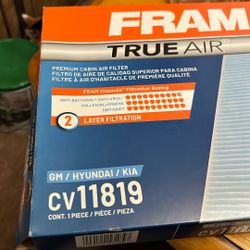 FRAM
TRUE AIR
PREMIUM CABIN AIR FILTER
FILTRO DE AIRE DE CALIDAD SUPERIOR PARA CABINA
FILTRE À AIR D'HABITACLE DE PREMIÈRE QUALITÉ
FRAM CleanAir Filtration Rating
2
LAYER FILTRATION
GM / HYUNDAI / KIA
CV11819
CONT. 1 PIECE / PIÈCE / PIEZA